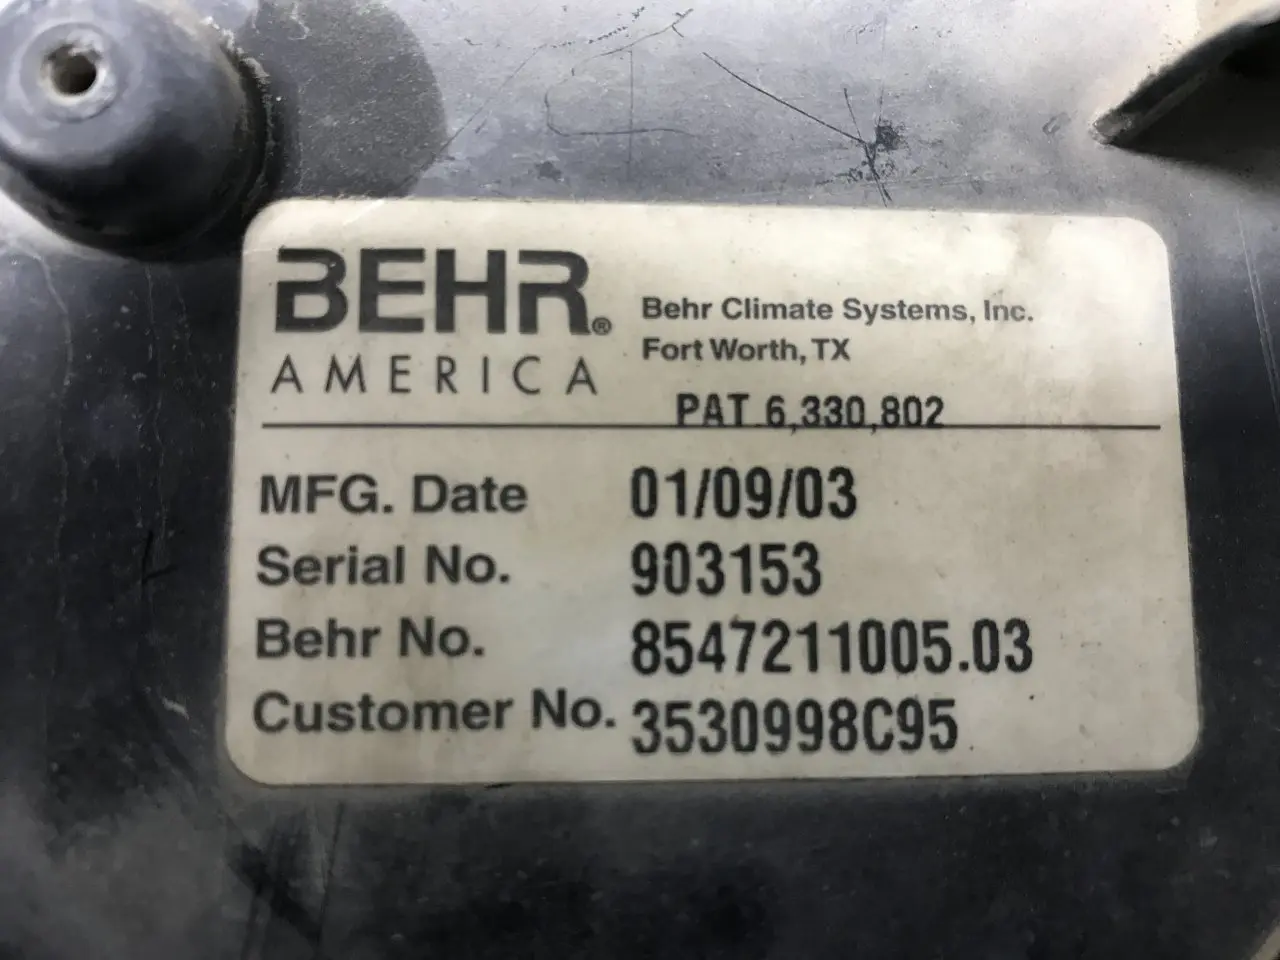 BEHR®
AMERICA
Behr Climate Systems, Inc.
Fort Worth, TX
PAT 6,330,802
MFG. Date 01/09/03
Serial No. 903153
Behr No. 8547211005.03
Customer No. 3530998C95